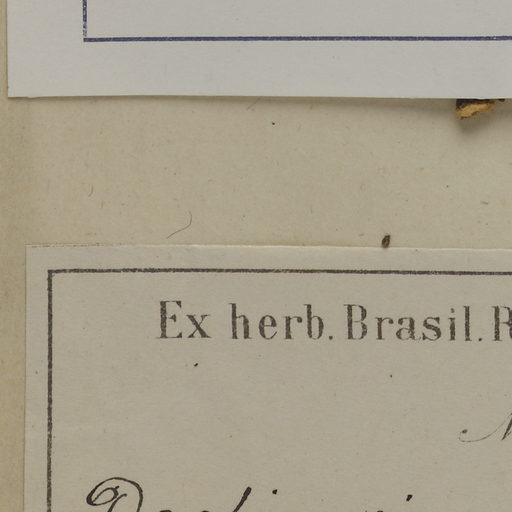 Ex herb. Brasil. R
N